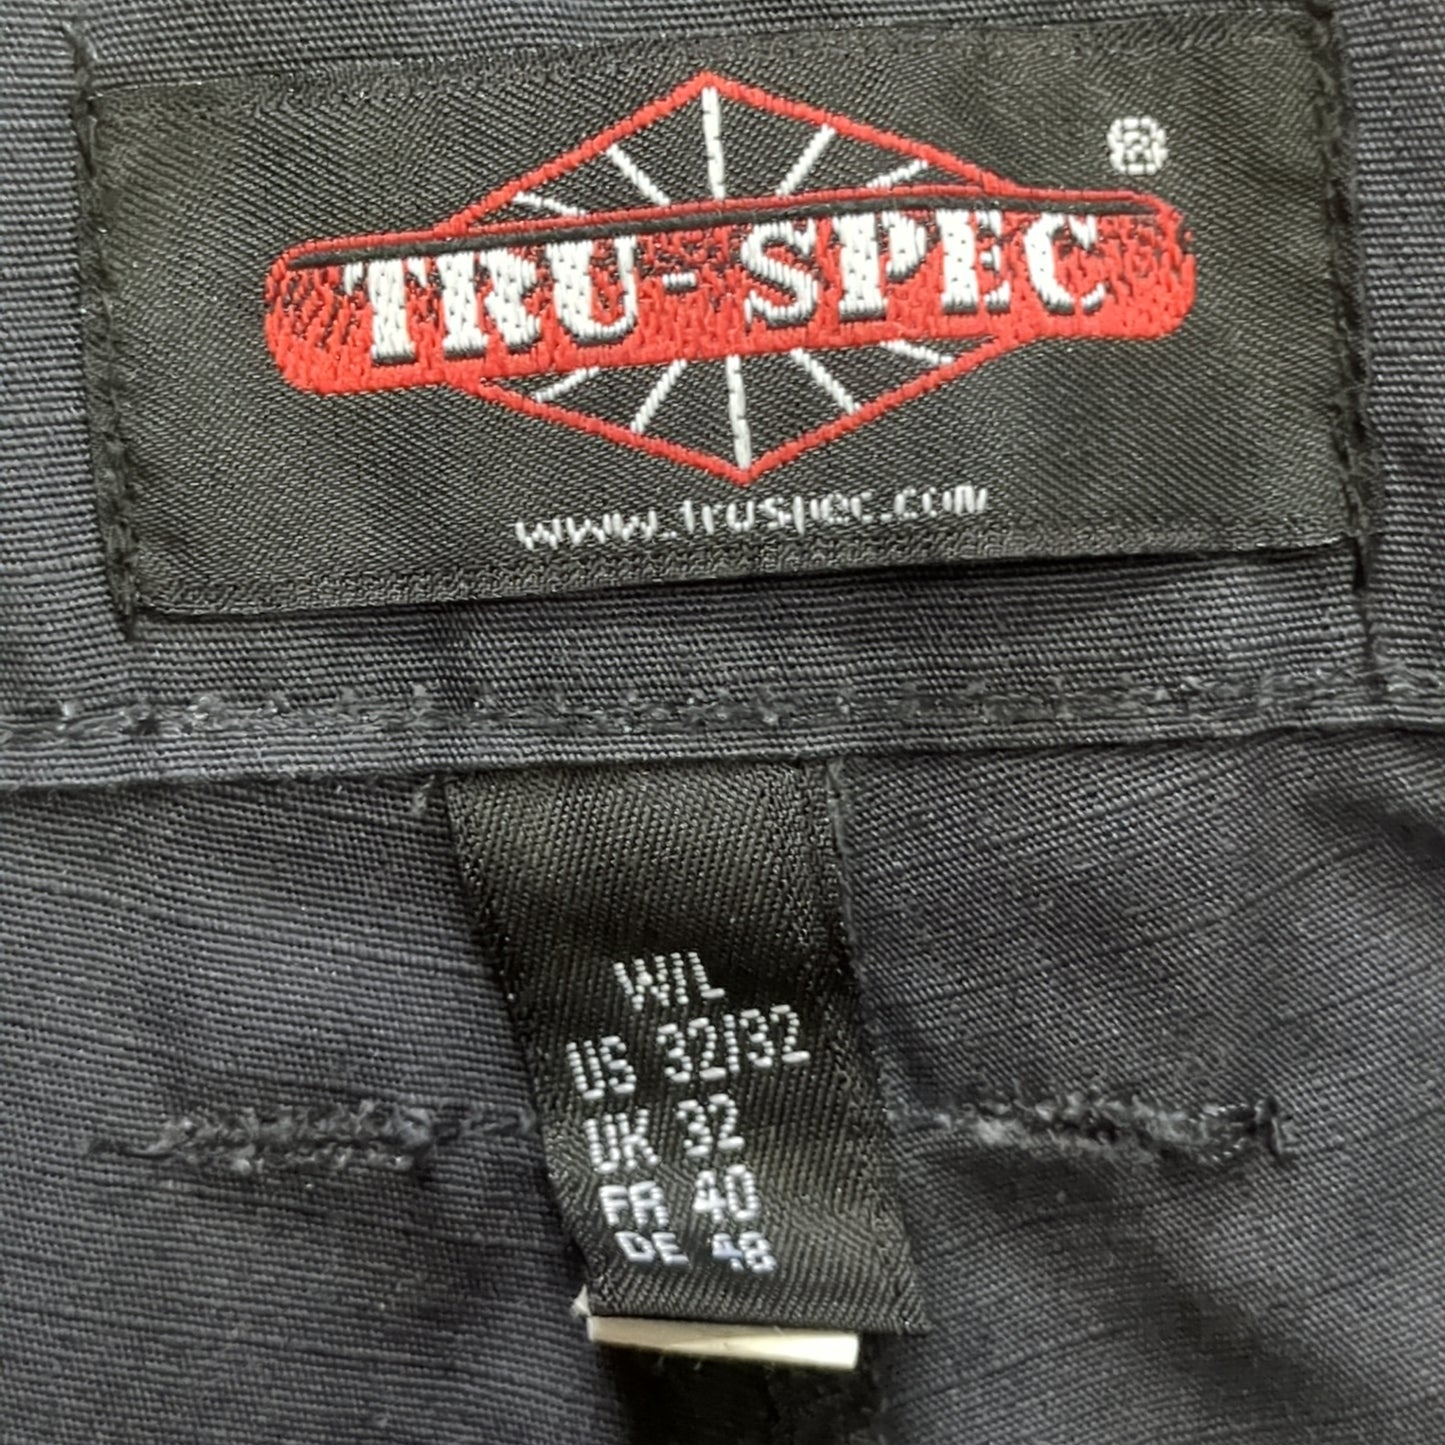 TRU-SPEC®
www.truspec.com
W/L
US 32/32
UK 32
FR 40
DE 48